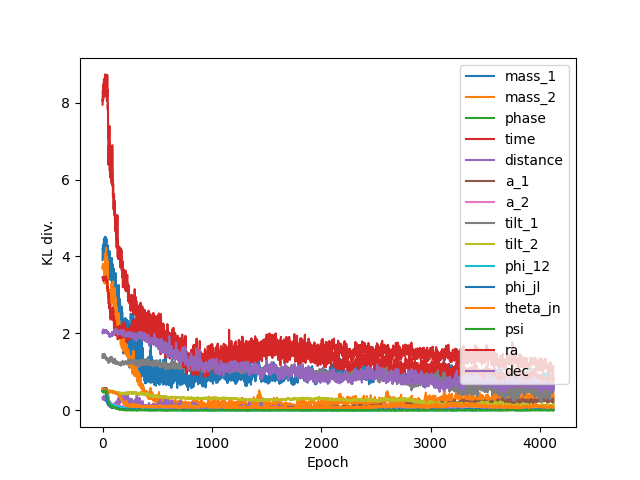 KL div.
8
6
4
2
0
0
1000
2000
3000
4000
Epoch
mass_1
mass_2
phase
time
distance
a_1
a_2
tilt_1
tilt_2
phi_12
phi_jl
theta_jn
psi
ra
dec